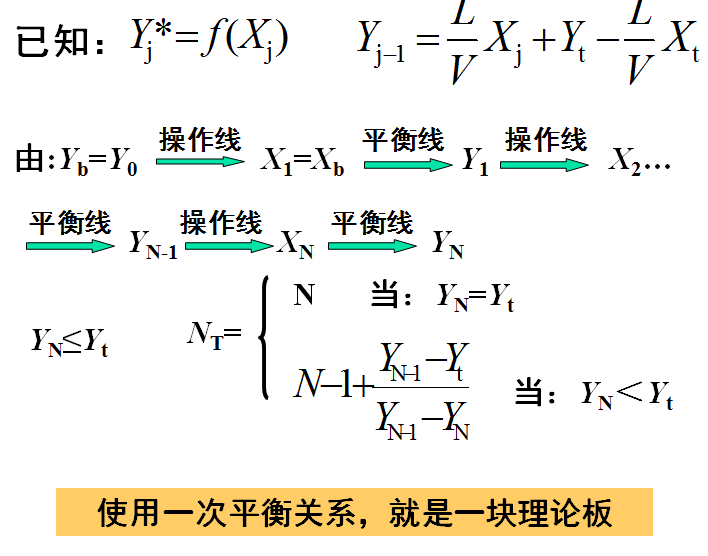 已知：Yj*=f(Xj)　Yj−1=L/V Xj+Yt−L/V Xt
由:Yb=Y0 操作线 X1=Xb 平衡线 Y1 操作线 X2…
平衡线 YN-1 操作线 XN 平衡线 YN
N 当：YN=Yt
YN≤Yt NT=
N−1+(YN−1−Yt)/(YN−1−YN) 当：YN＜Yt
使用一次平衡关系，就是一块理论板